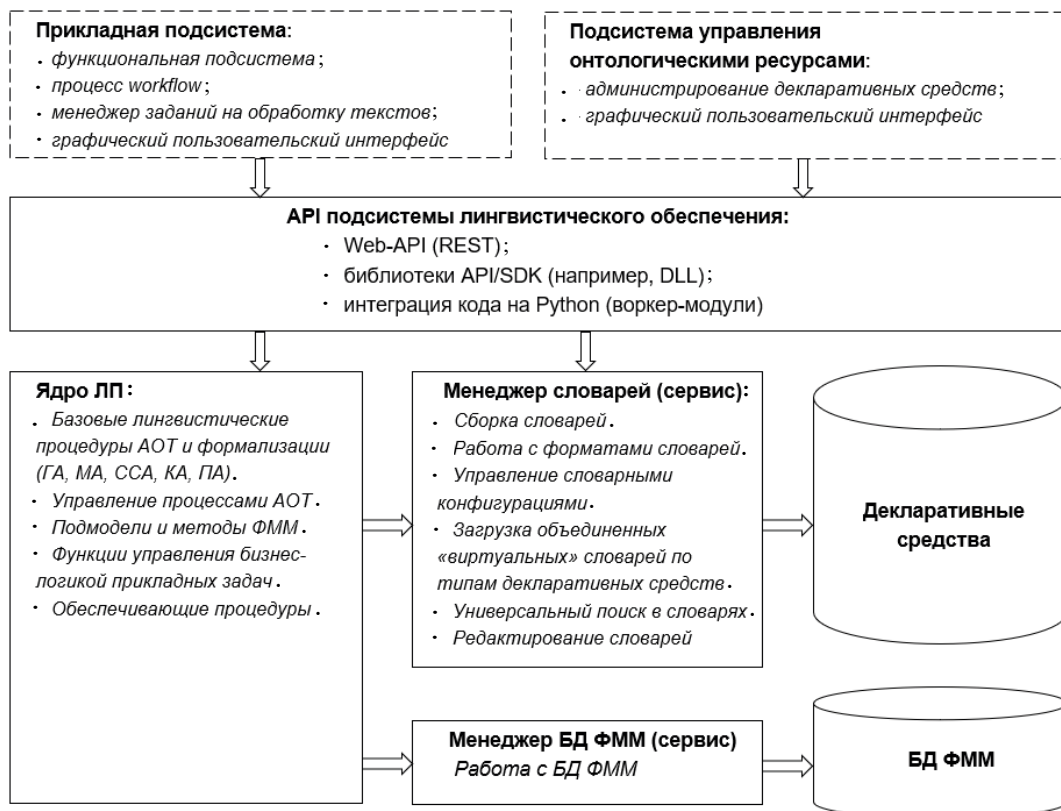 Прикладная подсистема:
· функциональная подсистема;
· процесс workflow;
· менеджер заданий на обработку текстов;
· графический пользовательский интерфейс
Подсистема управления
онтологическими ресурсами:
· администрирование декларативных средств;
· графический пользовательский интерфейс
API подсистемы лингвистического обеспечения:
· Web-API (REST);
· библиотеки API/SDK (например, DLL);
· интеграция кода на Python (воркер-модули)
Ядро ЛП:
· Базовые лингвистические
процедуры АОТ и формализации
(ГА, МА, ССА, КА, ПА).
· Управление процессами АОТ.
· Подмодели и методы ФММ.
· Функции управления бизнес-
логикой прикладных задач.
· Обеспечивающие процедуры.
Менеджер словарей (сервис):
· Сборка словарей.
· Работа с форматами словарей.
· Управление словарными
конфигурациями.
· Загрузка объединенных
«виртуальных» словарей по
типам декларативных средств.
· Универсальный поиск в словарях.
· Редактирование словарей
Декларативные
средства
Менеджер БД ФММ (сервис)
Работа с БД ФММ
БД ФММ